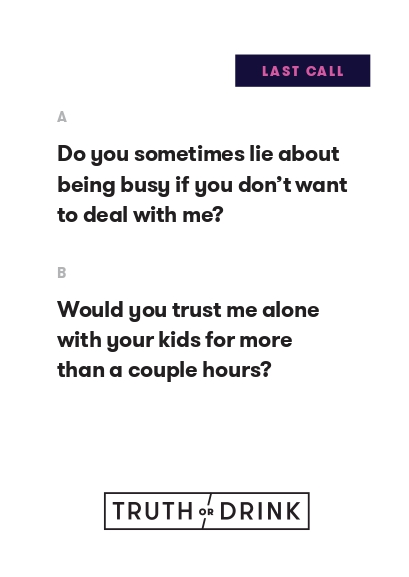 LAST CALL
A
Do you sometimes lie about
being busy if you don’t want
to deal with me?
B
Would you trust me alone
with your kids for more
than a couple hours?
TRUTH OR DRINK